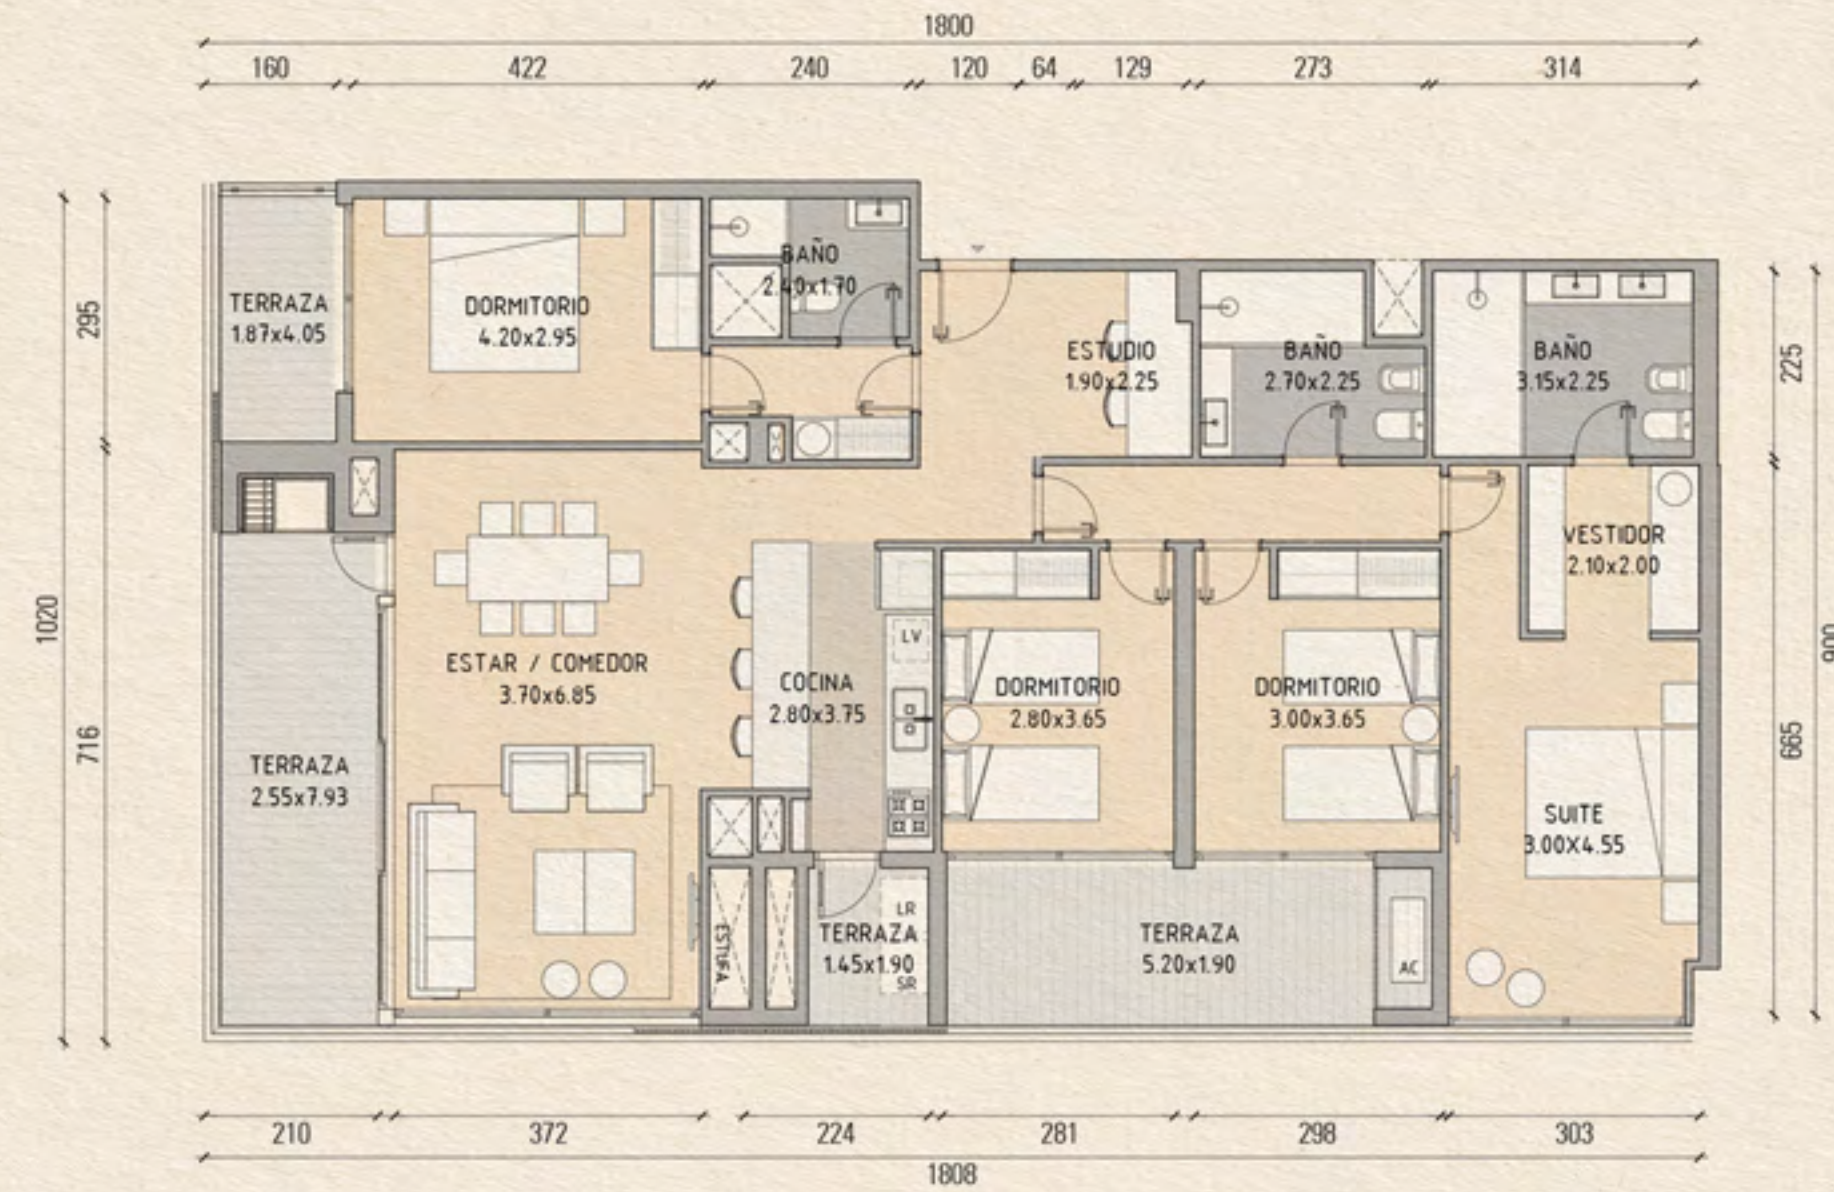 1800
160 422 240 120 64 129 273 314
TERRAZA
1.87x4.05
DORMITORIO
4.20x2.95
BAÑO
2.40x1.70
ESTUDIO
1.90x2.25
BAÑO
2.70x2.25
BAÑO
3.15x2.25
295
225
1020
716
900
665
VESTIDOR
2.10x2.00
ESTAR / COMEDOR
3.70x6.85
LV
COCINA
2.80x3.75
DORMITORIO
2.80x3.65
DORMITORIO
3.00x3.65
TERRAZA
2.55x7.93
SUITE
3.00X4.55
ESTUFA
LR
TERRAZA
1.45x1.90
SR
TERRAZA
5.20x1.90
AC
210 372 224 281 298 303
1808